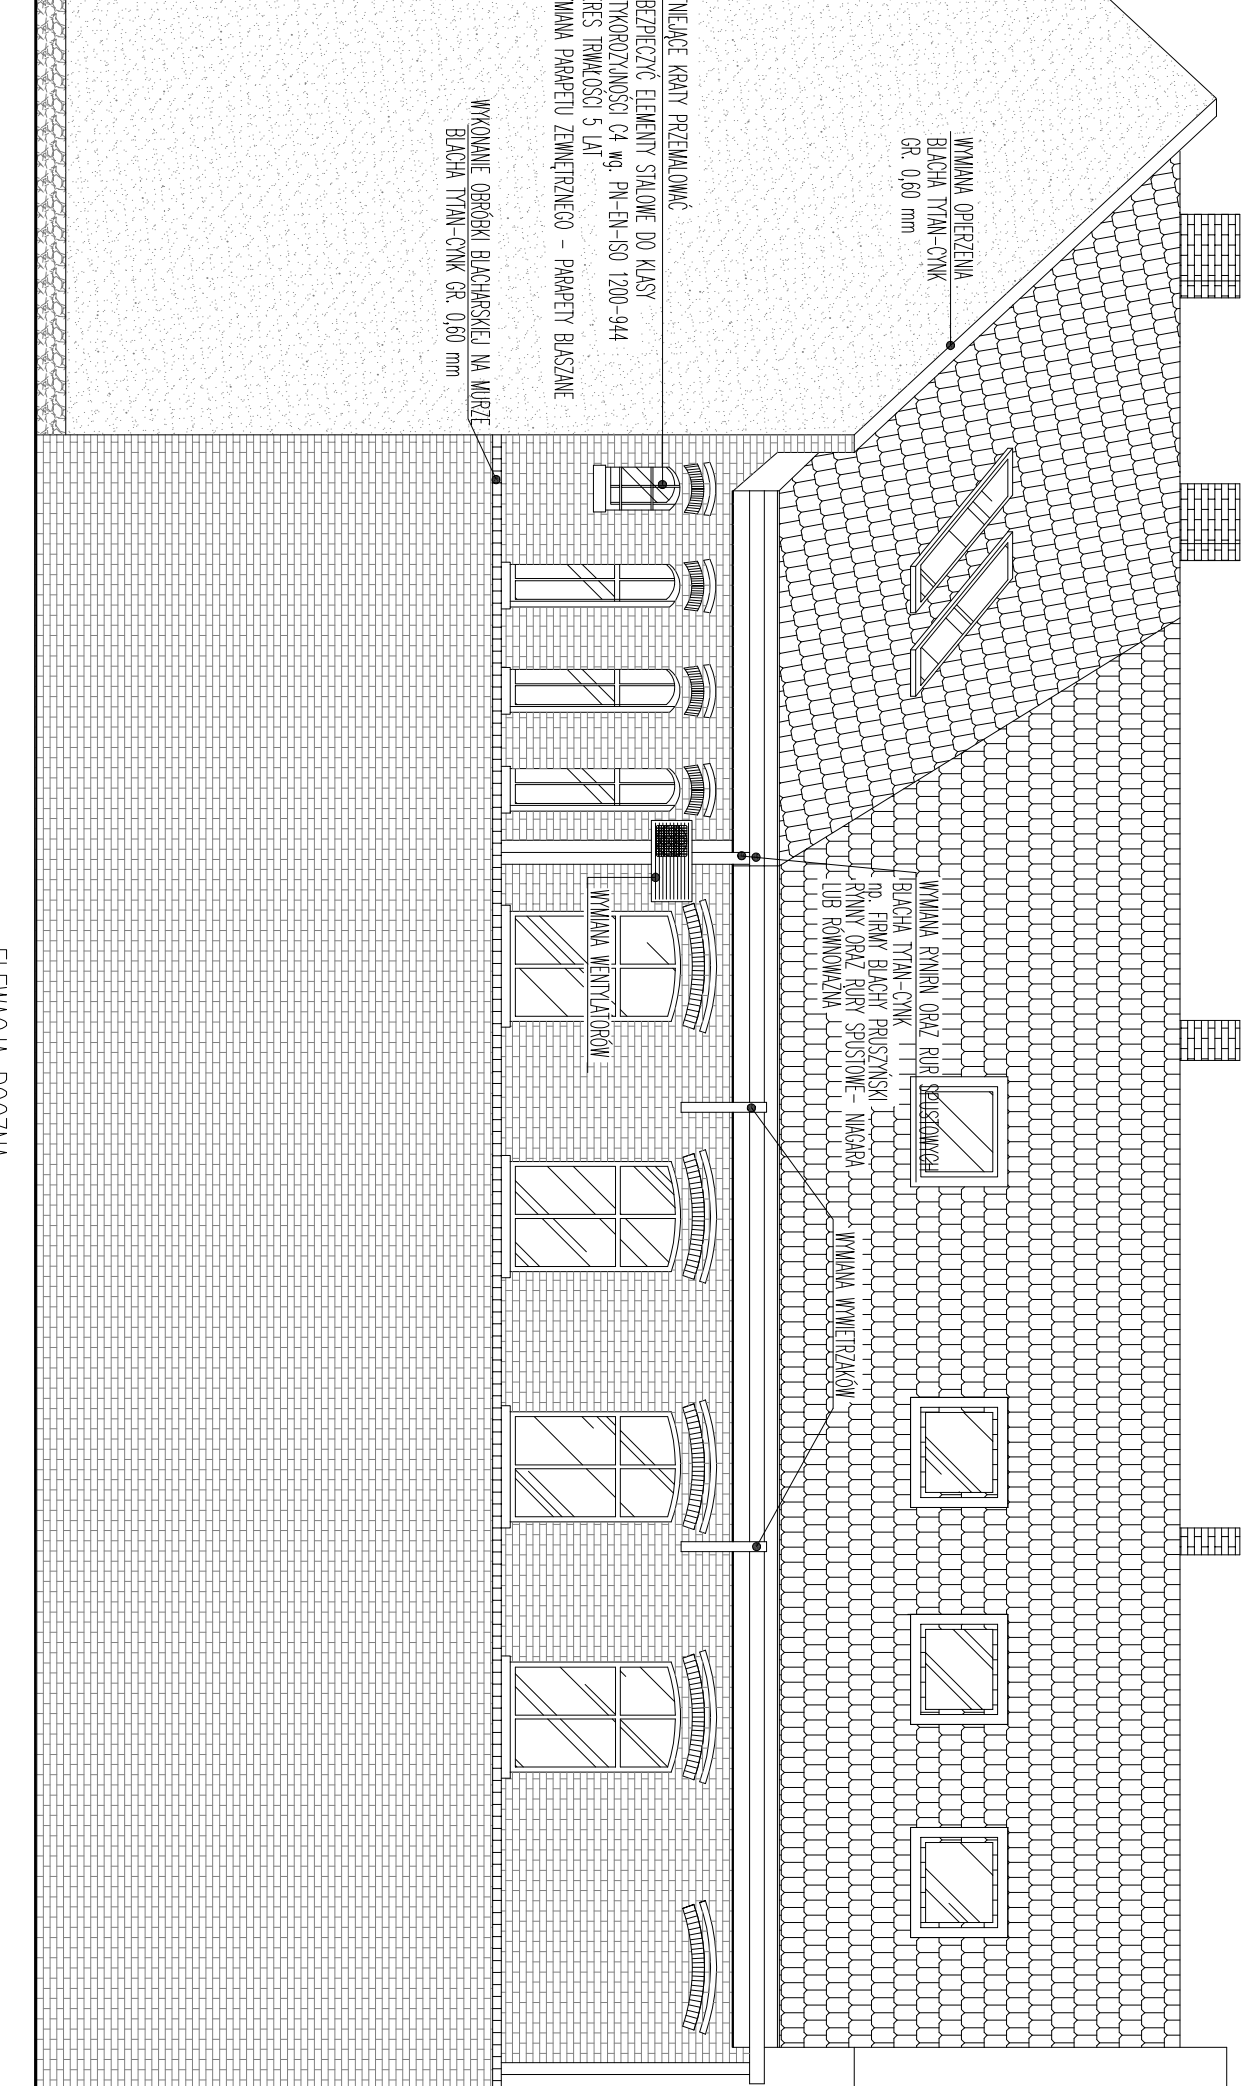 WYMIANA OPIERZENIA
BLACHA TYTAN-CYNK
GR. 0,60 mm
TNIEJĄCE KRATY PRZEMALOWAĆ
BEZPIECZYĆ ELEMENTY STALOWE DO KLASY
TYKOROZYJNOŚCI C4 wg. PN-EN-ISO 1200-944
RES TRWAŁOŚCI 5 LAT
MIANA PARAPETU ZEWNĘTRZNEGO - PARAPETY BLASZANE
WYKONANIE OBRÓBKI BLACHARSKIEJ NA MURZE
BLACHA TYTAN-CYNK GR. 0,60 mm
WYMIANA RYNIRN ORAZ RUR SPUSTOWYCH
BLACHA TYTAN-CYNK
np. FIRMY BLACHY PRUSZYŃSKI
RYNNY ORAZ RURY SPUSTOWE- NIAGARA
LUB RÓWNOWAŻNA
WYMIANA WENTYLATORÓW
WYMIANA WYWIETRZAKÓW